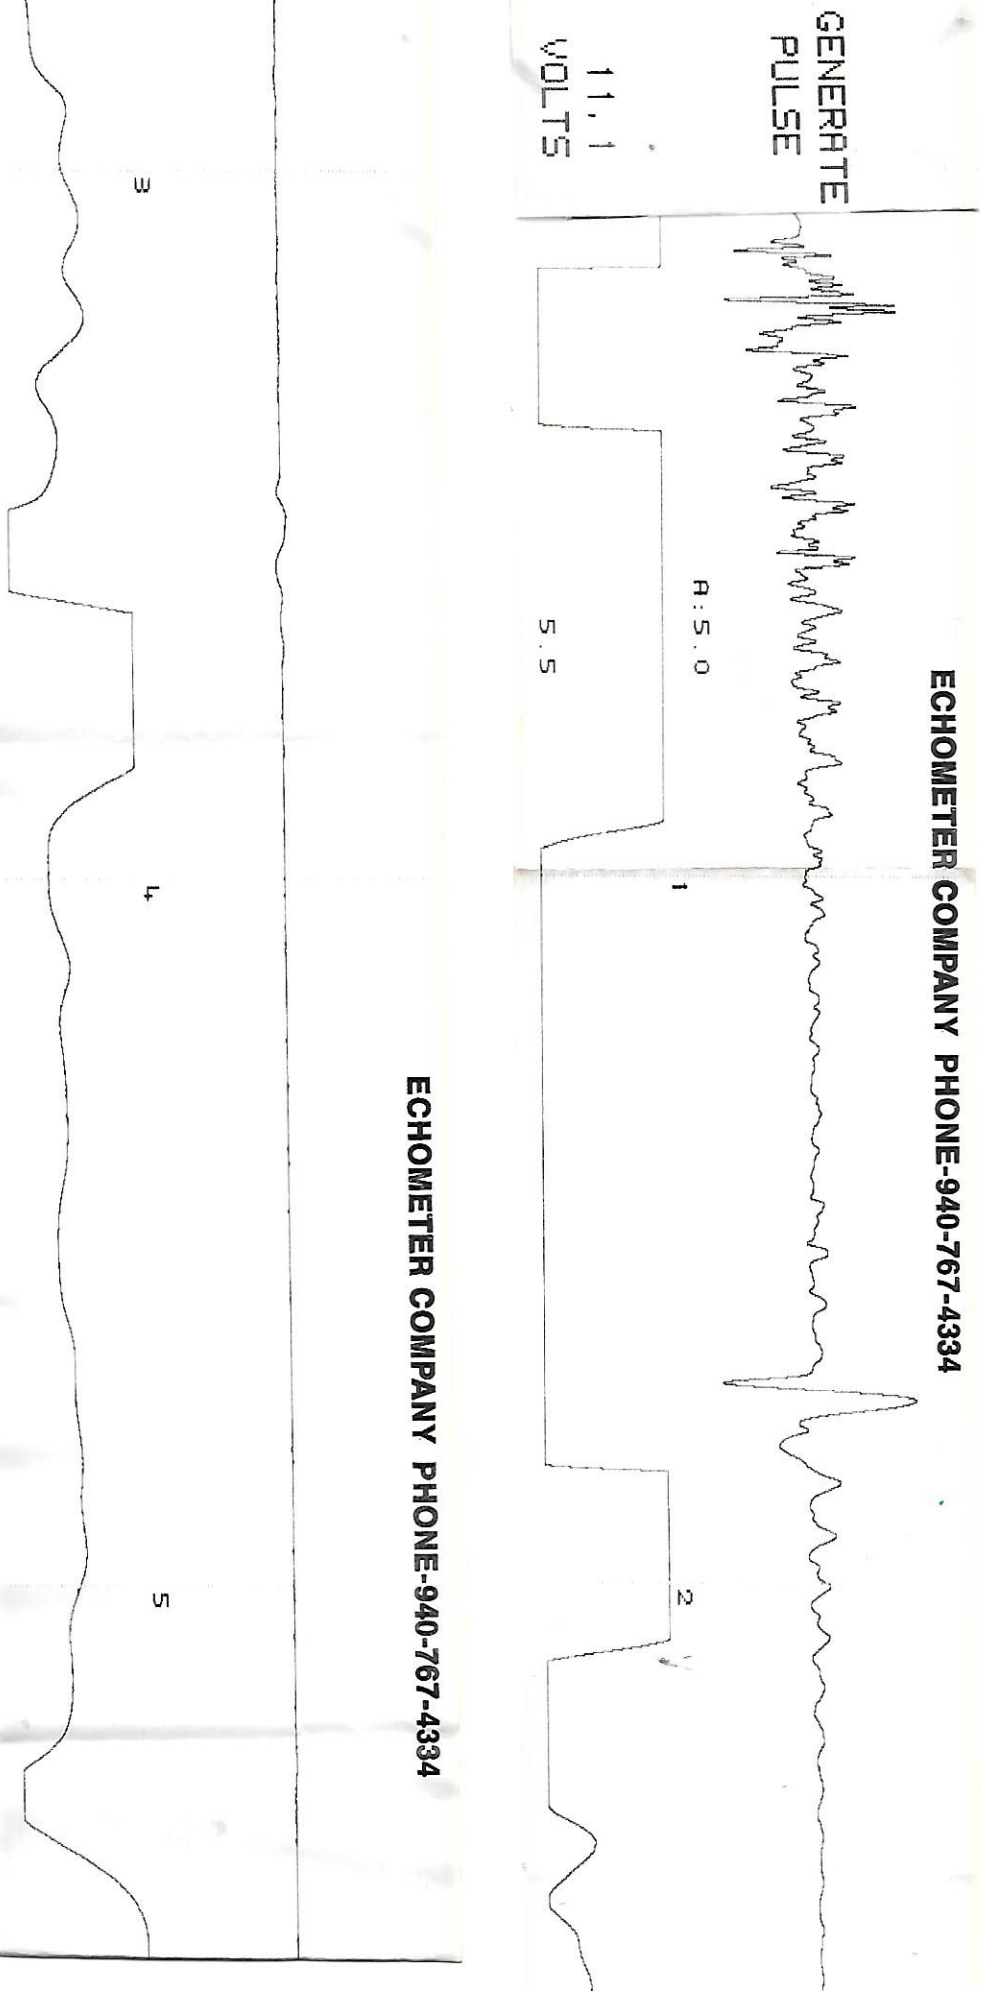 GENERATE
PULSE
11.1
VOLTS
A:5.0
5.5
ECHOMETER COMPANY PHONE-940-767-4334
1
2
3
4
5
ECHOMETER COMPANY PHONE-940-767-4334